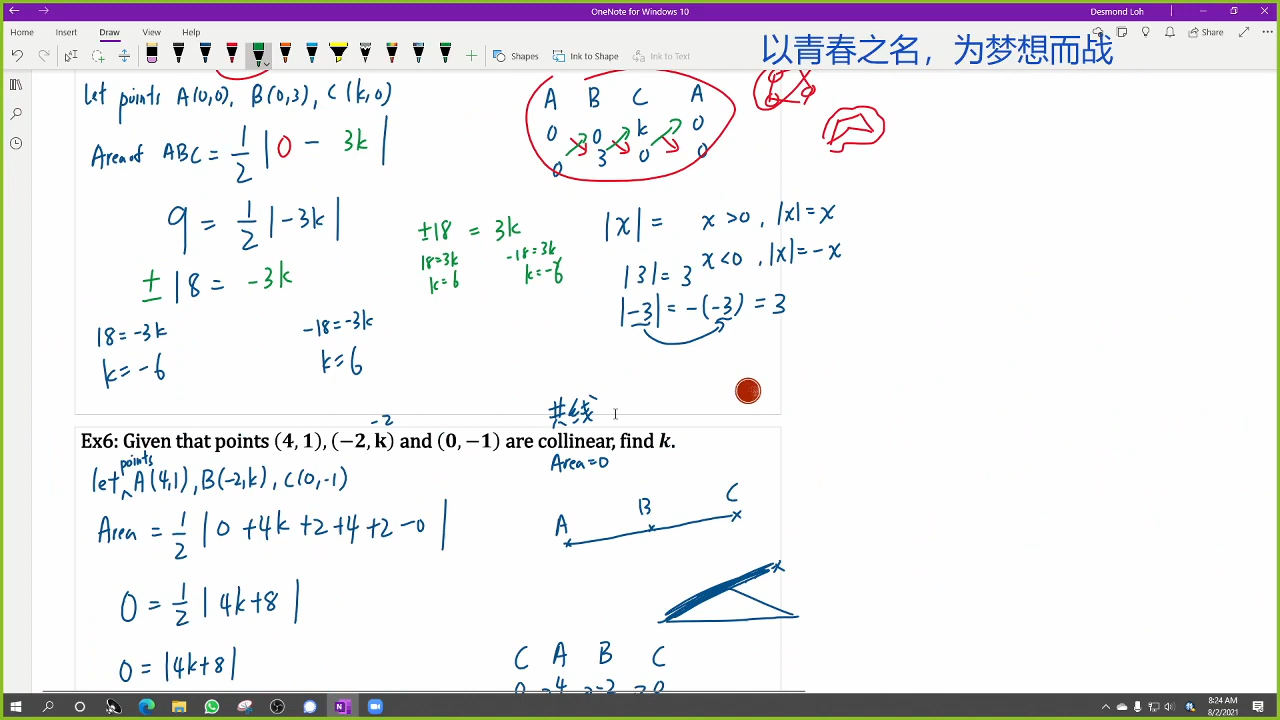 OneNote for Windows 10
Desmond Loh
Home Insert Draw View Help
Shapes Ink to Shape Ink to Text Share
以青春之名，为梦想而战
let points A(0,0), B(0,3), C(k,0)
A B C A
0 0 k 0
0 3 0 0
Area of ABC = 1/2 |0 - 3k|
9 = 1/2 |-3k|
± 18 = -3k
18 = -3k
k = -6
-18 = -3k
k = 6
±18 = 3k
18=3k
k=6
-18=3k
k=-6
|x| = x>0, |x|=x
x<0, |x|=-x
|3| = 3
|-3| = -(-3) = 3
共线
-2
Ex6: Given that points (4, 1), (−2, k) and (0, −1) are collinear, find k.
Area=0
let points A(4,1), B(-2,k), C(0,-1)
A B C
Area = 1/2 |0 +4k +2 +4 +2 -0|
0 = 1/2 |4k+8|
0 = |4k+8|
C A B C
0 4 -2 0
8:24 AM
8/2/2021